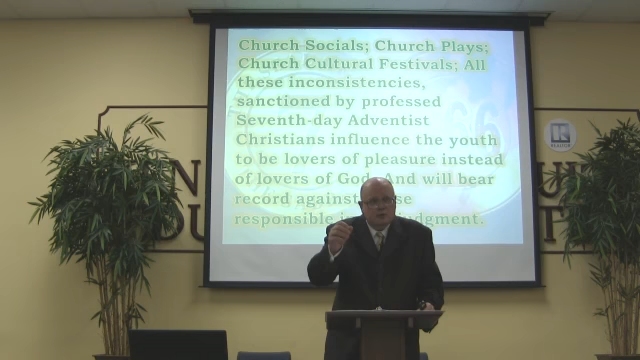 Church Socials; Church Plays;
Church Cultural Festivals; All
these inconsistencies,
sanctioned by professed
Seventh-day Adventist
Christians influence the youth
to be lovers of pleasure instead
of lovers of God. And will bear
record against
responsible judgment.